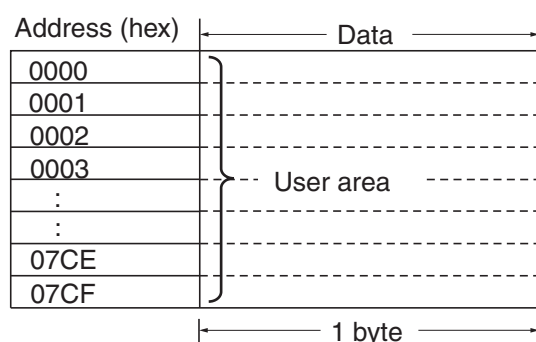 Address (hex) Data
0000
0001
0002
0003
User area
:
:
07CE
07CF
1 byte